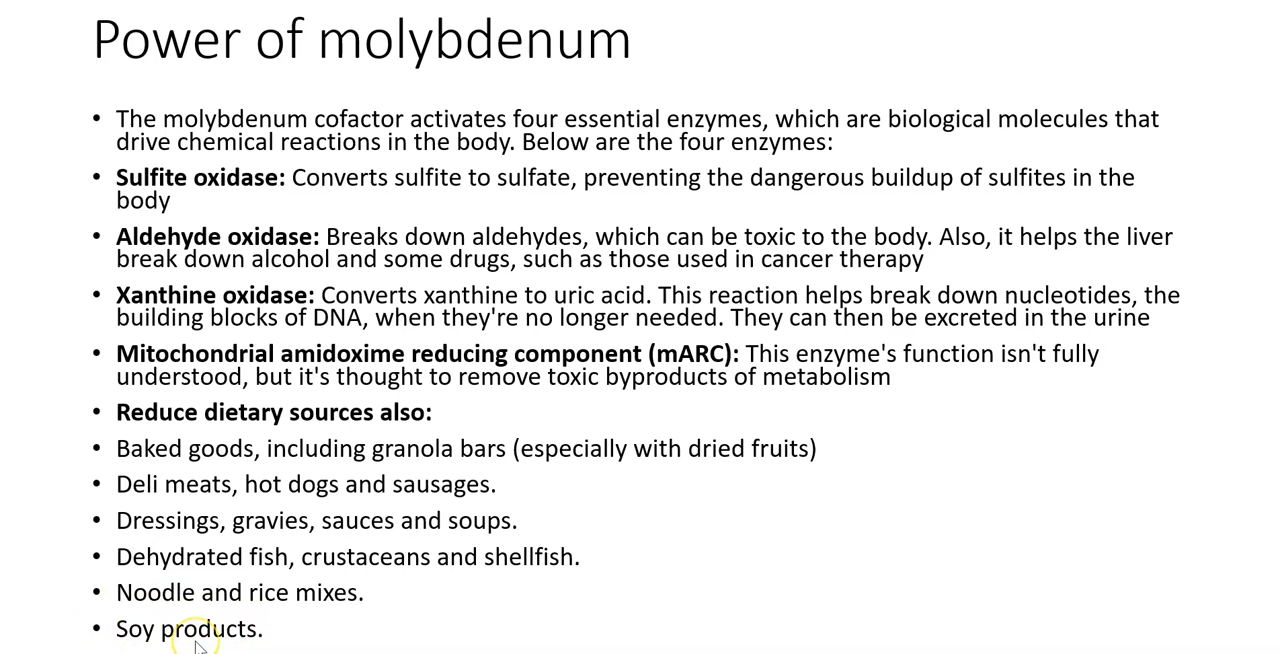 Power of molybdenum
• The molybdenum cofactor activates four essential enzymes, which are biological molecules that
drive chemical reactions in the body. Below are the four enzymes:
• Sulfite oxidase: Converts sulfite to sulfate, preventing the dangerous buildup of sulfites in the
body
• Aldehyde oxidase: Breaks down aldehydes, which can be toxic to the body. Also, it helps the liver
break down alcohol and some drugs, such as those used in cancer therapy
• Xanthine oxidase: Converts xanthine to uric acid. This reaction helps break down nucleotides, the
building blocks of DNA, when they're no longer needed. They can then be excreted in the urine
• Mitochondrial amidoxime reducing component (mARC): This enzyme's function isn't fully
understood, but it's thought to remove toxic byproducts of metabolism
• Reduce dietary sources also:
• Baked goods, including granola bars (especially with dried fruits)
• Deli meats, hot dogs and sausages.
• Dressings, gravies, sauces and soups.
• Dehydrated fish, crustaceans and shellfish.
• Noodle and rice mixes.
• Soy products.